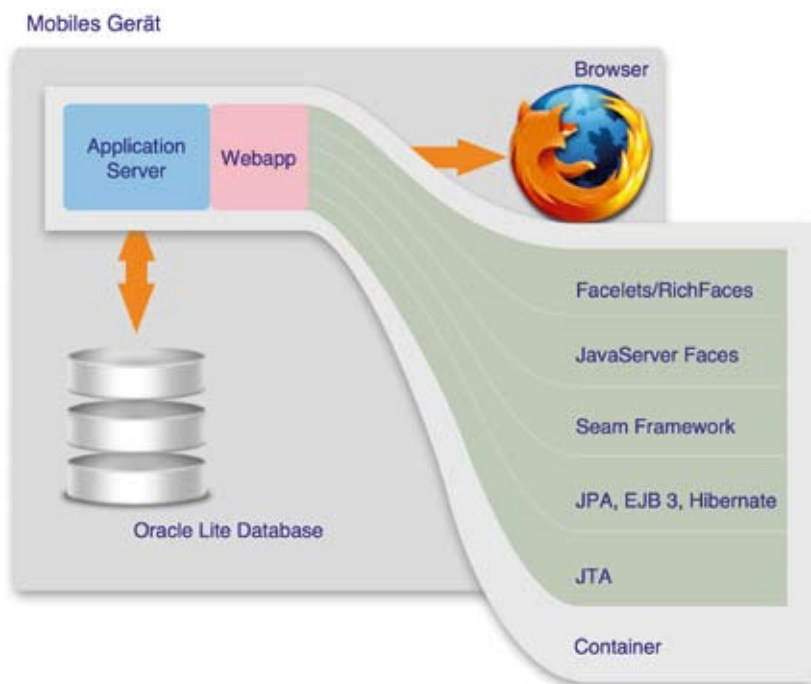 Mobiles Gerät
Browser
Application
Server
Webapp
Facelets/RichFaces
JavaServer Faces
Seam Framework
JPA, EJB 3, Hibernate
Oracle Lite Database
JTA
Container